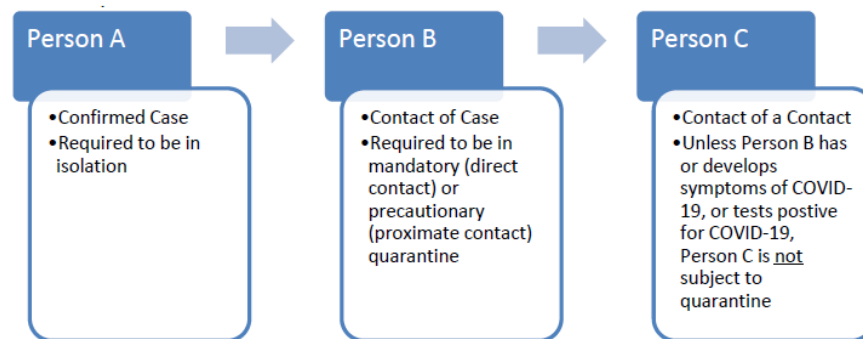 Person A
•Confirmed Case
•Required to be in
isolation
Person B
•Contact of Case
•Required to be in
mandatory (direct
contact) or
precautionary
(proximate contact)
quarantine
Person C
•Contact of a Contact
•Unless Person B has
or develops
symptoms of COVID-
19, or tests postive
for COVID-19,
Person C is not
subject to
quarantine